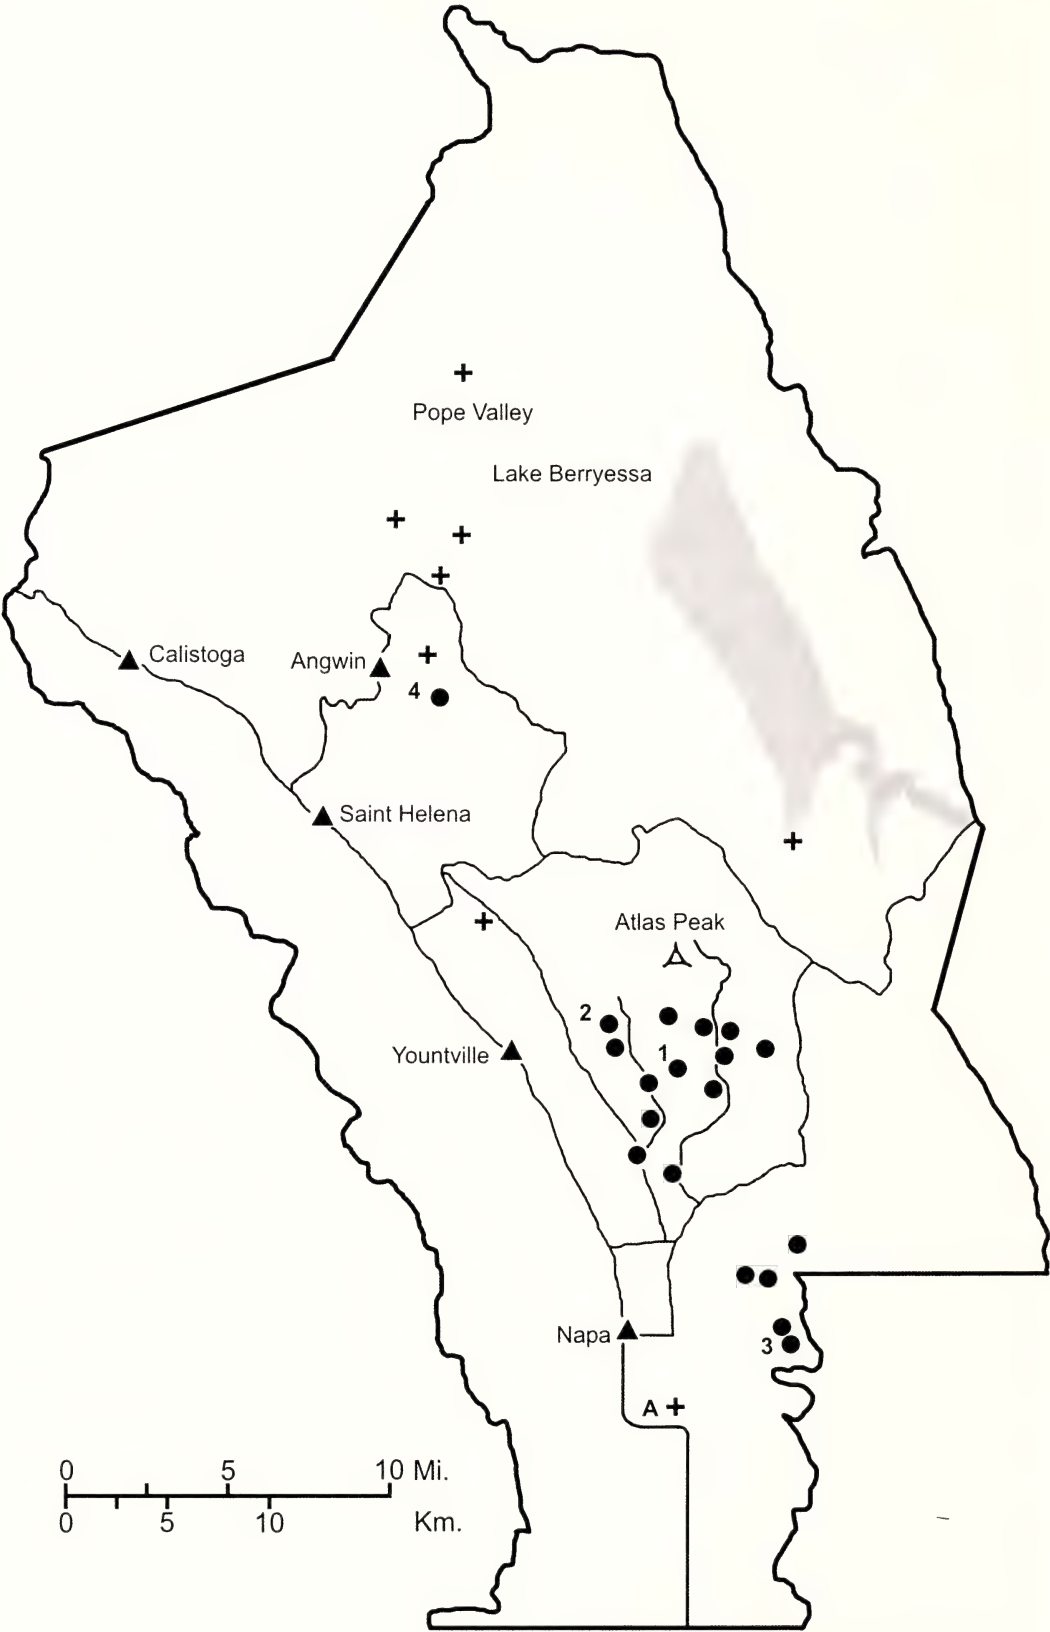 Pope Valley
Lake Berryessa
Calistoga
Angwin
4
Saint Helena
Atlas Peak
2
1
Yountville
Napa
3
A
0 5 10 Mi.
0 5 10 Km.